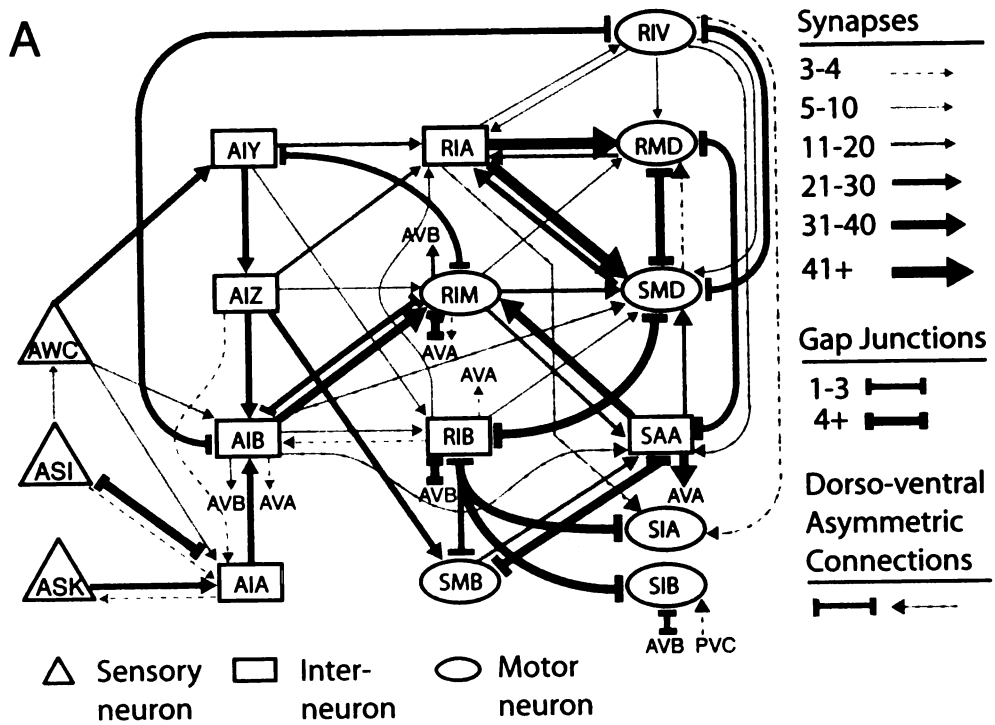 A
RIV
AIY
RIA
RMD
AVB
AIZ
RIM
SMD
AWC
AVA
AVA
AIB
RIB
SAA
ASI
AVB
AVA
AVB
AVA
SIA
ASK
AIA
SMB
SIB
AVB
PVC
Sensory
neuron
Inter-
neuron
Motor
neuron
Synapses
3-4
5-10
11-20
21-30
31-40
41+
Gap Junctions
1-3
4+
Dorso-ventral
Asymmetric
Connections